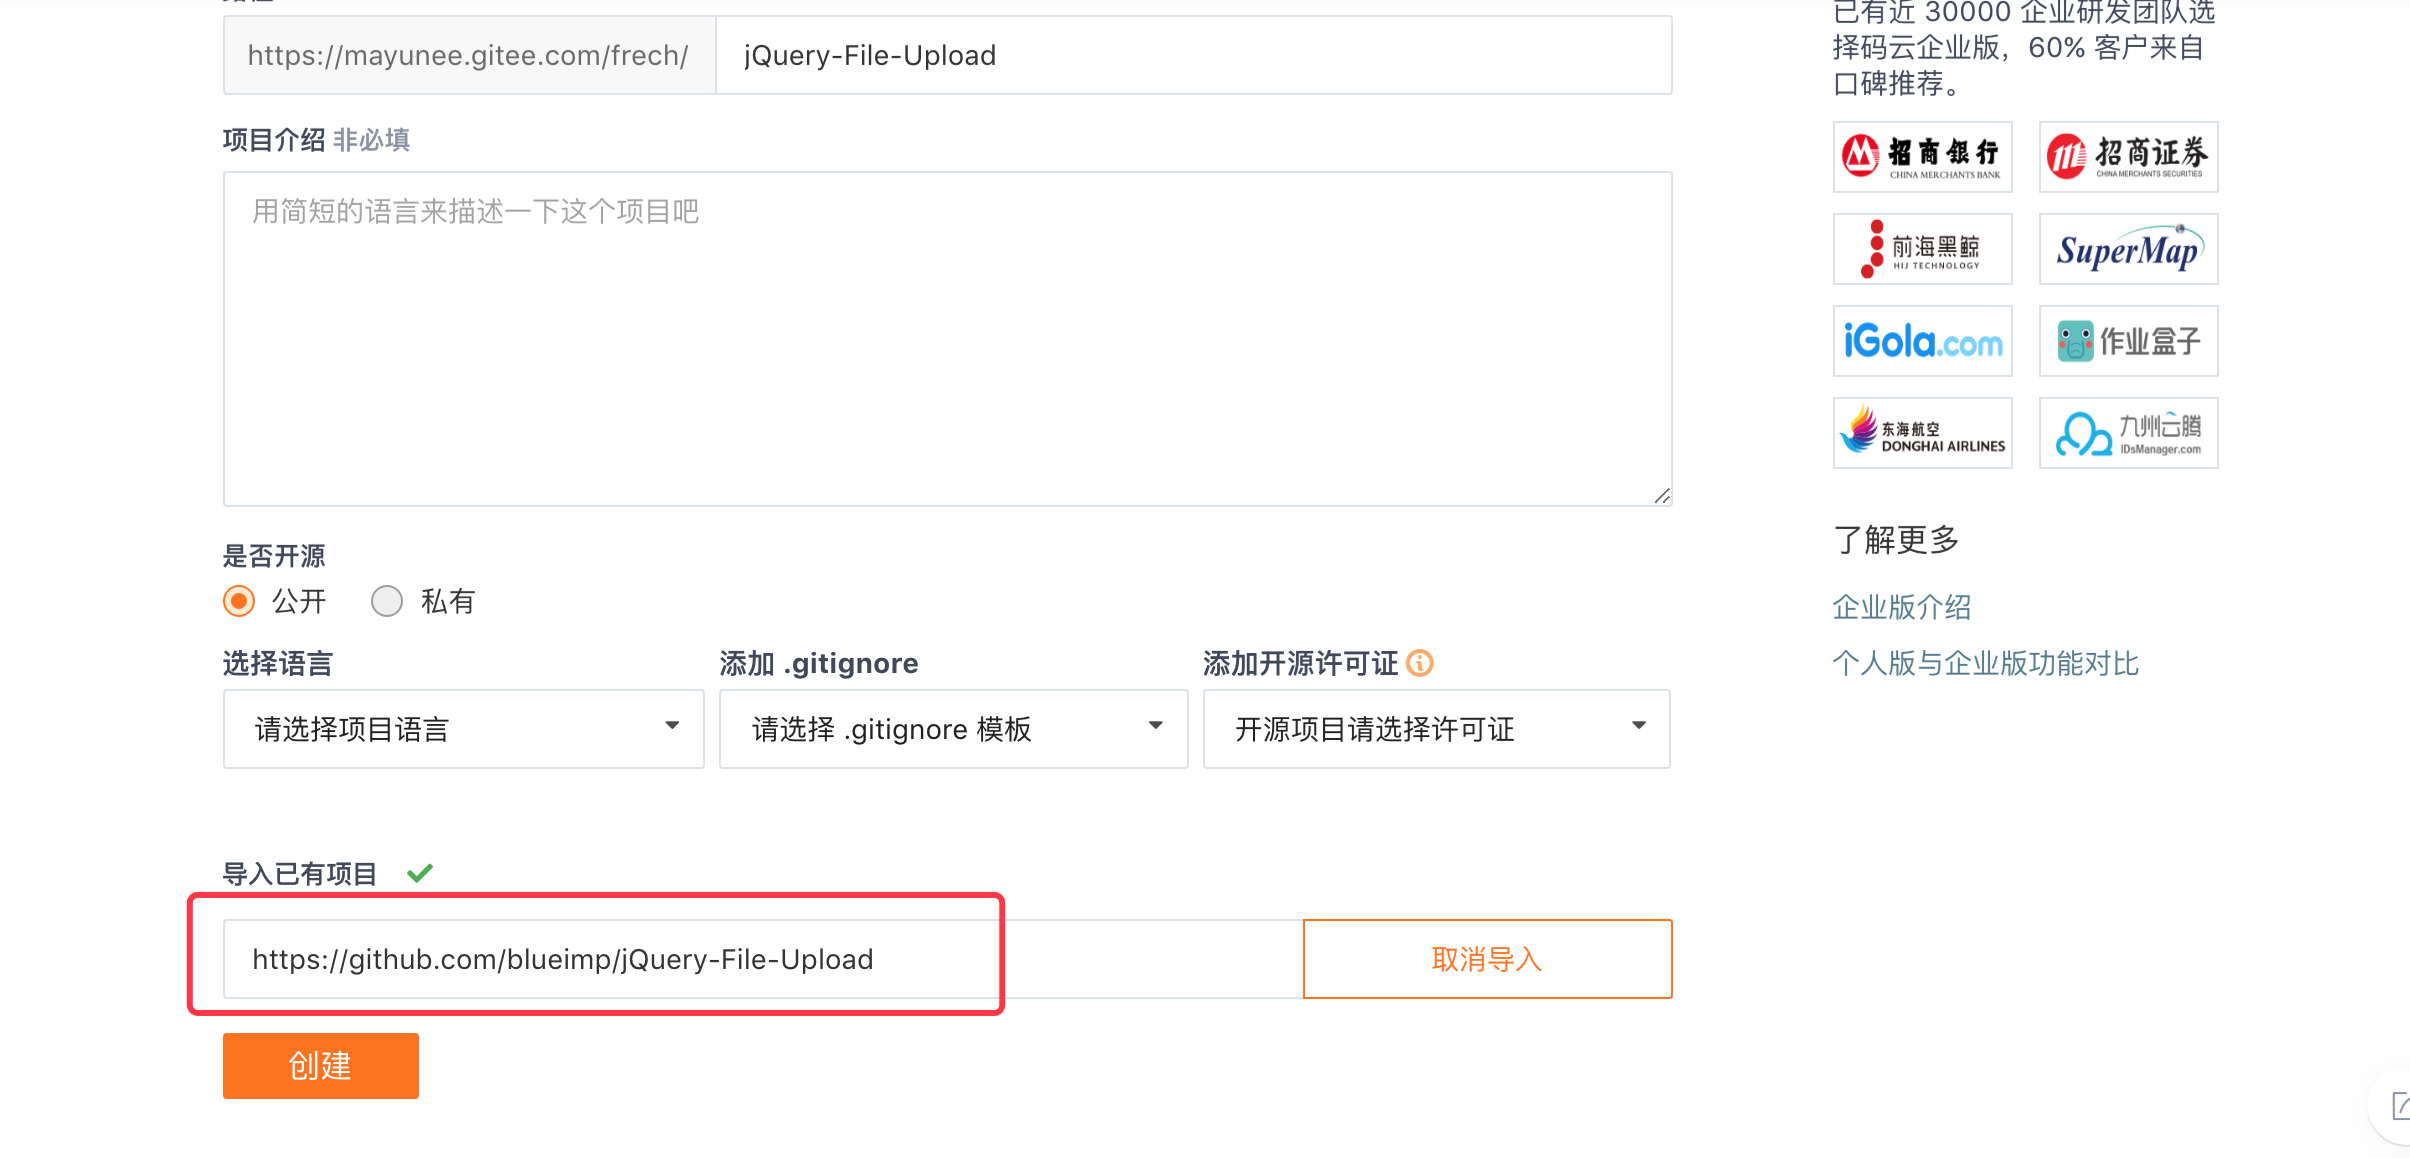 https://mayunee.gitee.com/frech/
jQuery-File-Upload
项目介绍 非必填
用简短的语言来描述一下这个项目吧
是否开源
公开
私有
选择语言
添加 .gitignore
添加开源许可证
请选择项目语言
请选择 .gitignore 模板
开源项目请选择许可证
导入已有项目
https://github.com/blueimp/jQuery-File-Upload
取消导入
创建
已有近 30000 企业研发团队选
择码云企业版，60% 客户来自
口碑推荐。
招商银行
CHINA MERCHANTS BANK
招商证券
CHINA MERCHANTS SECURITIES
前海黑鲸
HIJ TECHNOLOGY
SuperMap
iGola.com
作业盒子
东海航空
DONGHAI AIRLINES
九州云腾
IDsManager.com
了解更多
企业版介绍
个人版与企业版功能对比